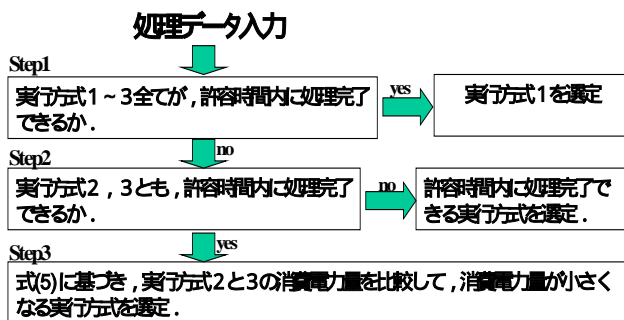 処理データ入力
Step1
実行方式1～3全てが,許容時間内に処理完了
できるか.
yes
実行方式1を選定
no
Step2
実行方式2,3とも,許容時間内に処理完了
できるか.
no
許容時間内に処理完了で
きる実行方式を選定.
yes
Step3
式(5)に基づき,実行方式2と3の消費電力量を比較して,消費電力量が小さく
なる実行方式を選定.